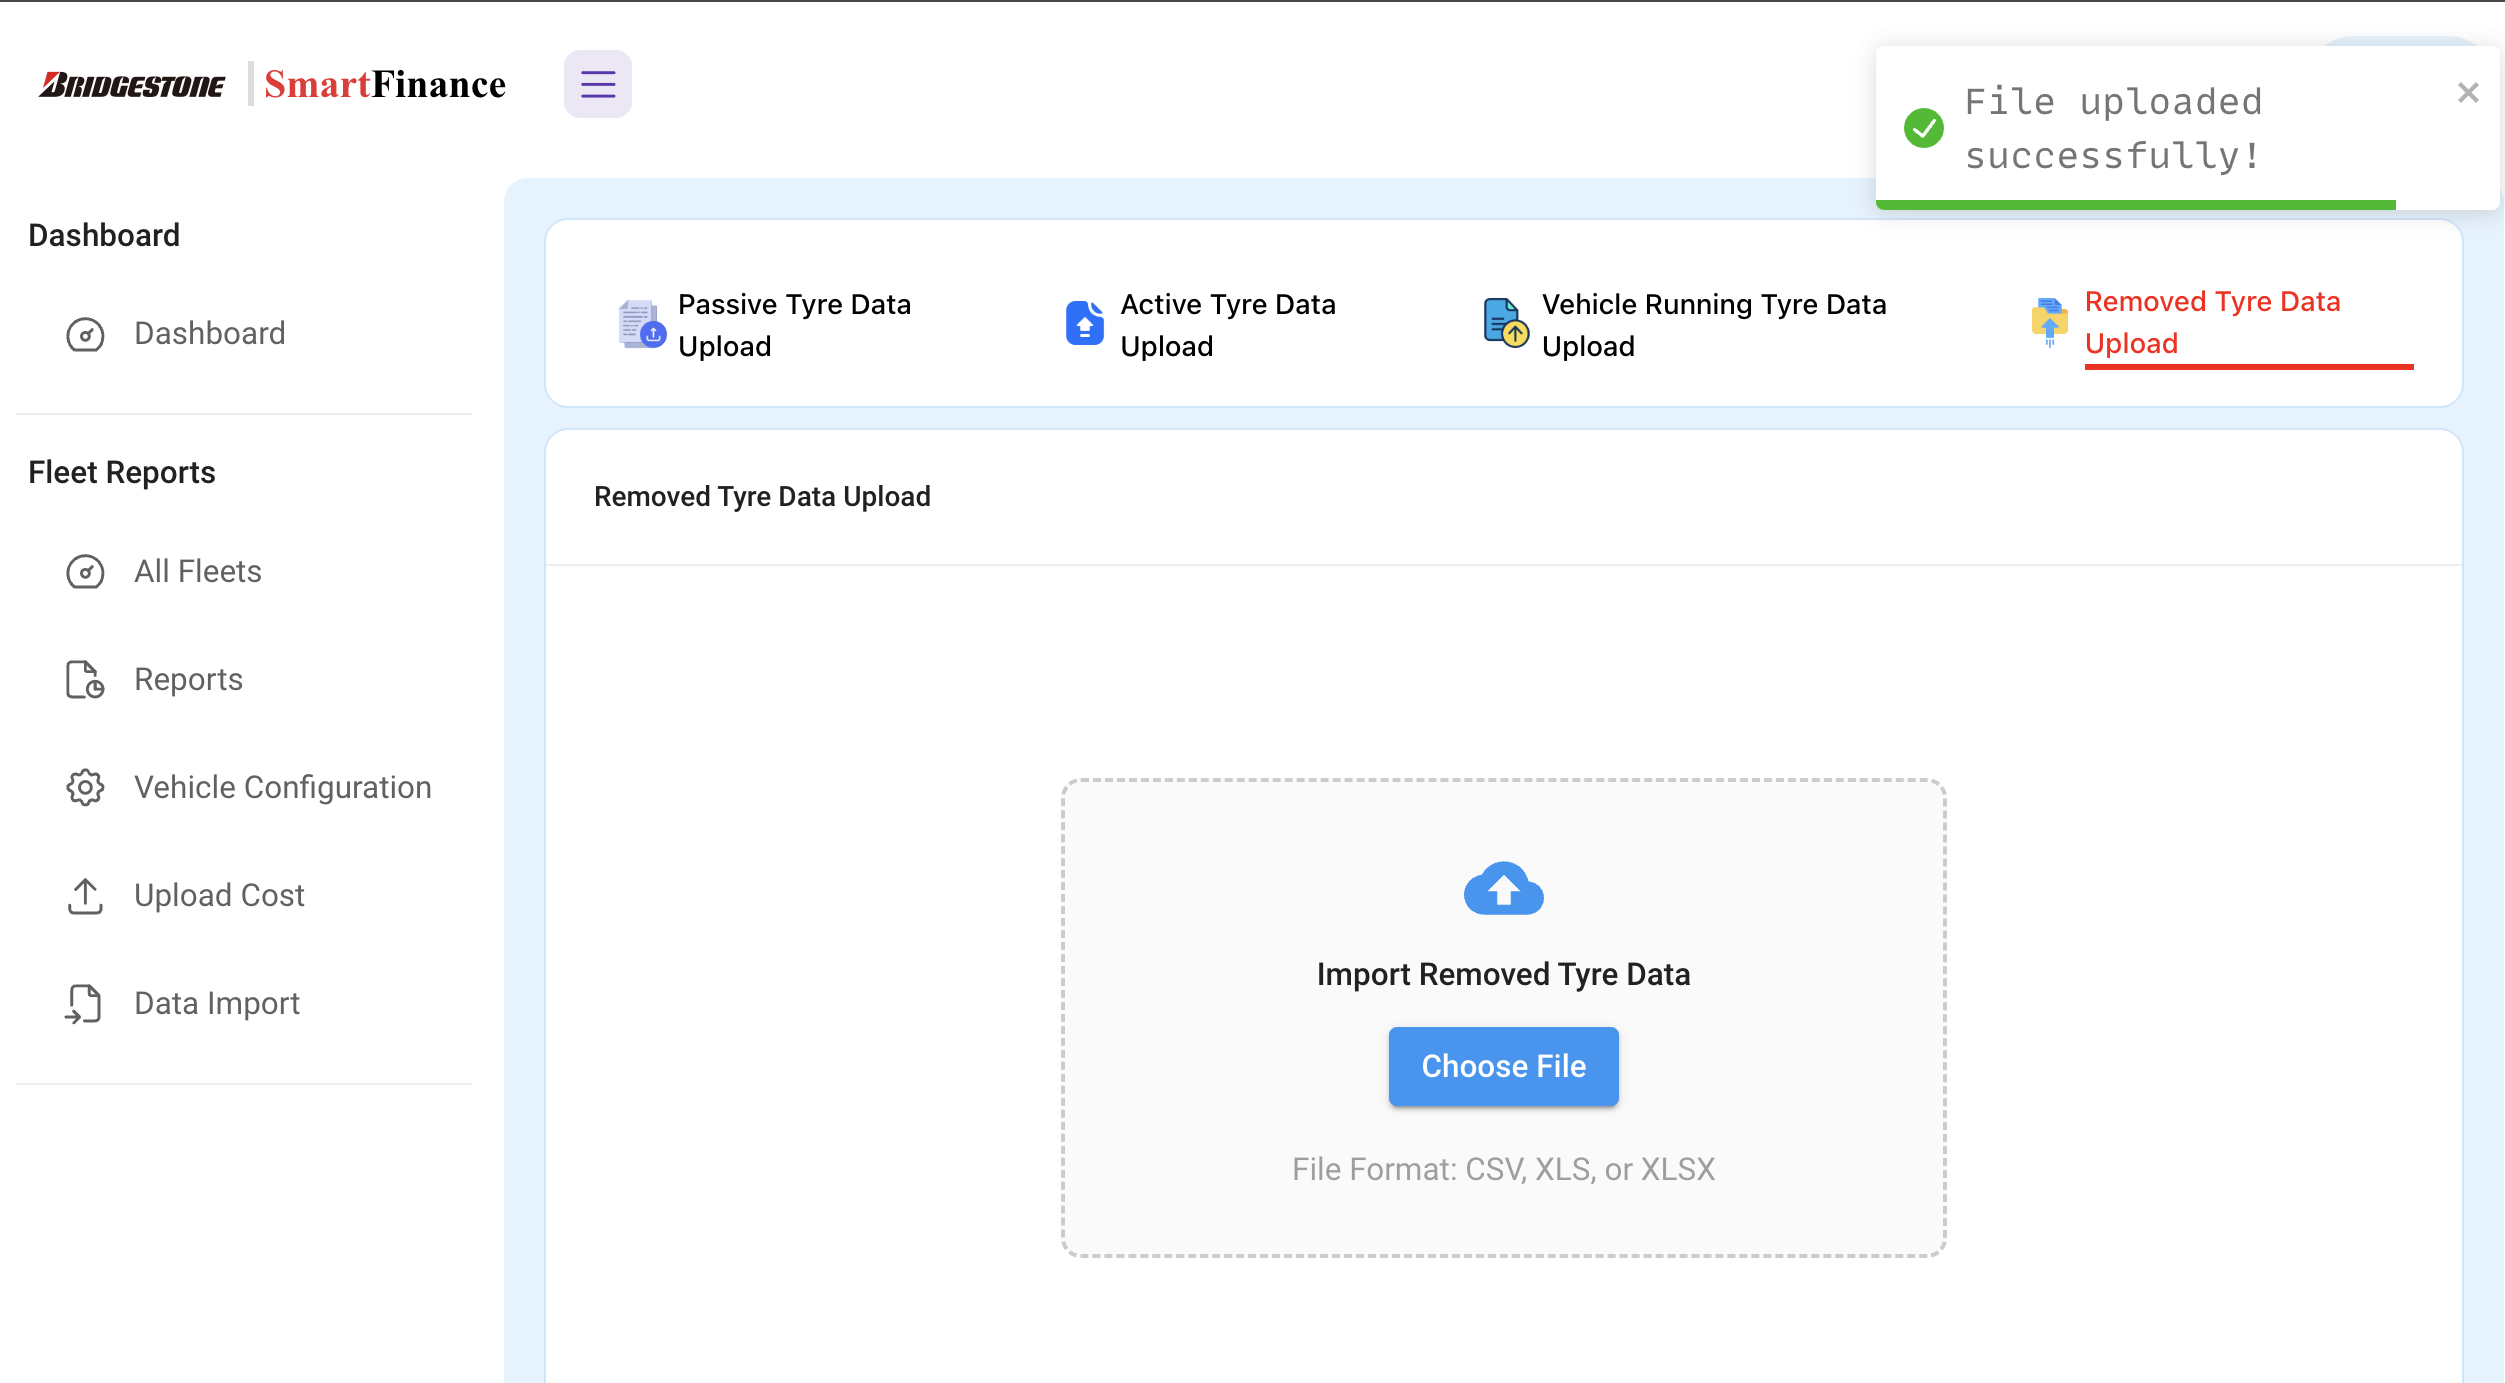 BRIDGESTONE SmartFinance
File uploaded
successfully!
Dashboard
Dashboard
Fleet Reports
All Fleets
Reports
Vehicle Configuration
Upload Cost
Data Import
Passive Tyre Data
Upload
Active Tyre Data
Upload
Vehicle Running Tyre Data
Upload
Removed Tyre Data
Upload
Removed Tyre Data Upload
Import Removed Tyre Data
Choose File
File Format: CSV, XLS, or XLSX